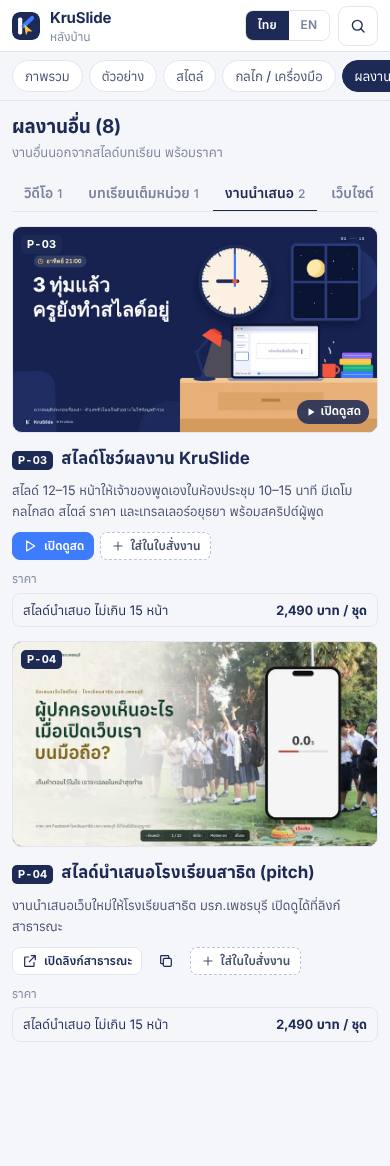 KruSlide
หลังบ้าน
ไทย
EN
ภาพรวม
ตัวอย่าง
สไตล์
กลไก / เครื่องมือ
ผลงาน
ผลงานอื่น (8)
งานอื่นนอกจากสไลด์บทเรียน พร้อมราคา
วิดีโอ 1
บทเรียนเต็มหน่วย 1
งานนำเสนอ 2
เว็บไซต์
P-03
อาทิตย์ 21:00
3 ทุ่มแล้ว
ครูยังทำสไลด์อยู่
KruSlide
เปิดดูสด
P-03 สไลด์โชว์ผลงาน KruSlide
สไลด์ 12–15 หน้าให้เจ้าของพูดเองในห้องประชุม 10–15 นาที มีเดโม
กลไกสด สไตล์ ราคา และเทรลเลอร์อยุธยา พร้อมสคริปต์ผู้พูด
เปิดดูสด
ใส่ในใบสั่งงาน
ราคา
สไลด์นำเสนอ ไม่เกิน 15 หน้า
2,490 บาท / ชุด
P-04
ผู้ปกครองเห็นอะไร
เมื่อเปิดเว็บเรา
บนมือถือ?
0.0s
P-04 สไลด์นำเสนอโรงเรียนสาธิต (pitch)
งานนำเสนอเว็บใหม่ให้โรงเรียนสาธิต มรภ.เพชรบุรี เปิดดูได้ที่ลิงก์
สาธารณะ
เปิดลิงก์สาธารณะ
ใส่ในใบสั่งงาน
ราคา
สไลด์นำเสนอ ไม่เกิน 15 หน้า
2,490 บาท / ชุด